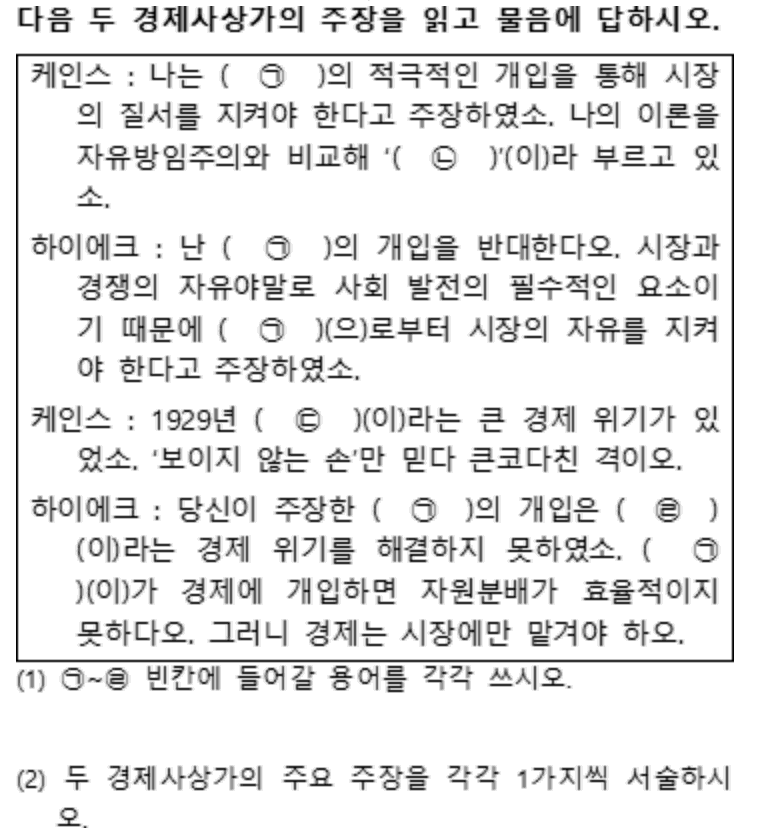 다음 두 경제사상가의 주장을 읽고 물음에 답하시오.
케인스 : 나는 ( ㉠ )의 적극적인 개입을 통해 시장
의 질서를 지켜야 한다고 주장하였소. 나의 이론을
자유방임주의와 비교해 ‘( ㉡ )’(이)라 부르고 있
소.
하이에크 : 난 ( ㉠ )의 개입을 반대한다오. 시장과
경쟁의 자유야말로 사회 발전의 필수적인 요소이
기 때문에 ( ㉠ )(으)로부터 시장의 자유를 지켜
야 한다고 주장하였소.
케인스 : 1929년 ( ㉢ )(이)라는 큰 경제 위기가 있
었소. ‘보이지 않는 손’만 믿다 큰코다친 격이오.
하이에크 : 당신이 주장한 ( ㉠ )의 개입은 ( ㉣ )
(이)라는 경제 위기를 해결하지 못하였소. ( ㉠
)(이)가 경제에 개입하면 자원분배가 효율적이지
못하다오. 그러니 경제는 시장에만 맡겨야 하오.
(1) ㉠~㉣ 빈칸에 들어갈 용어를 각각 쓰시오.
(2) 두 경제사상가의 주요 주장을 각각 1가지씩 서술하시
오.